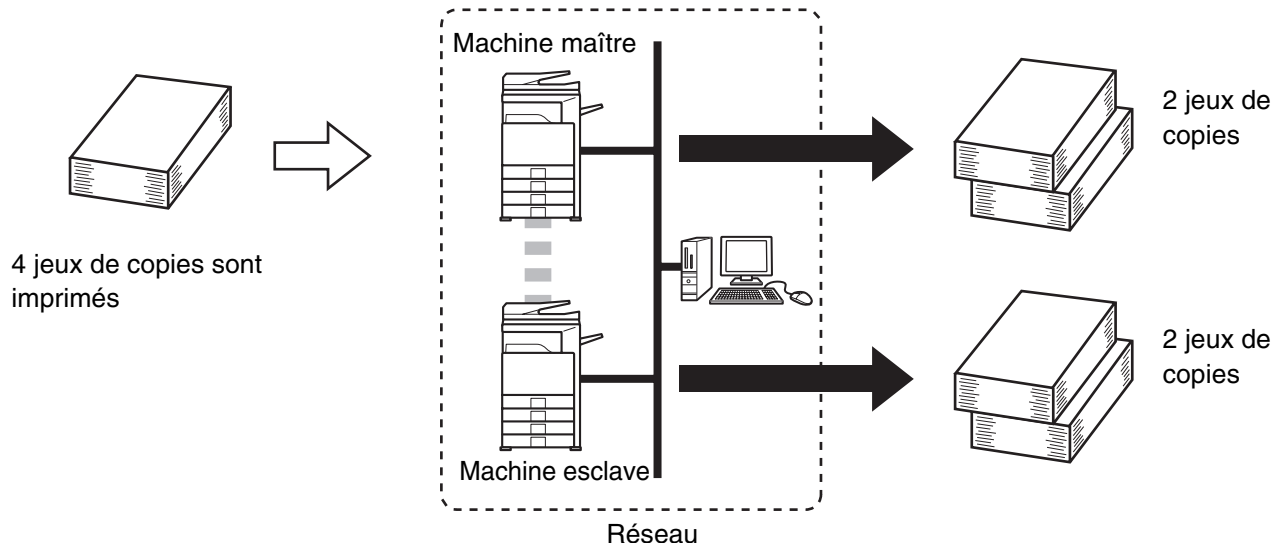 4 jeux de copies sont
imprimés
Machine maître
Machine esclave
Réseau
2 jeux de
copies
2 jeux de
copies